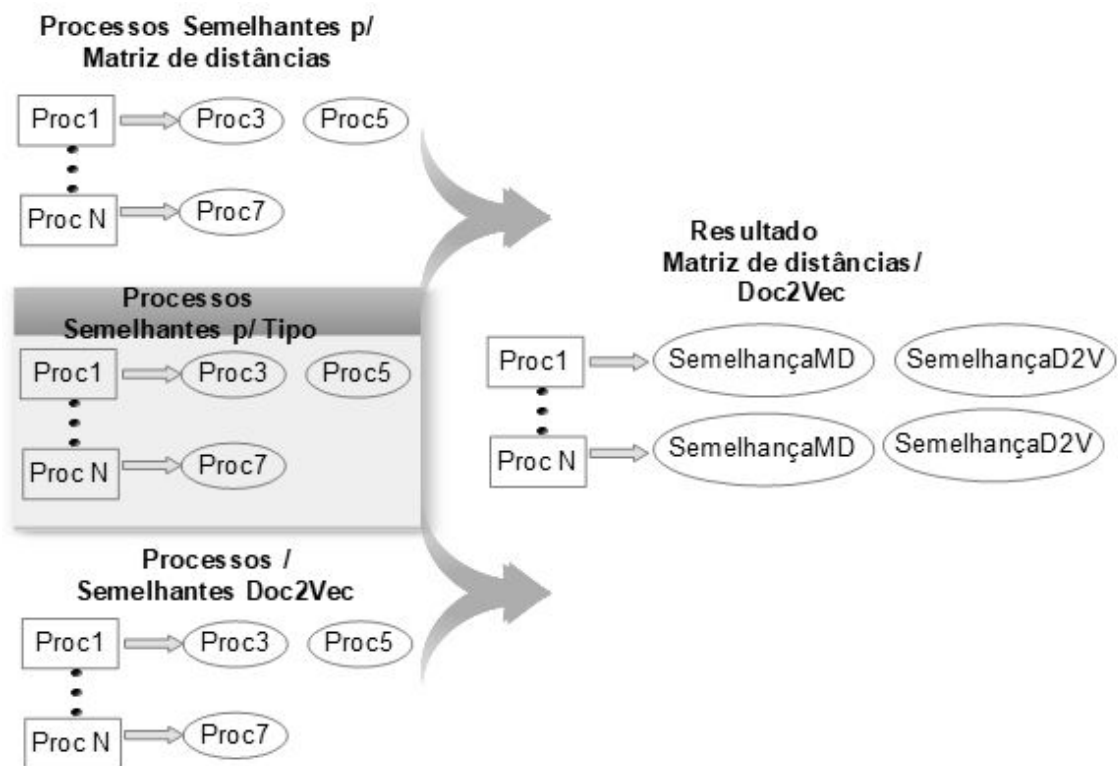 Processos Semelhantes p/
Matriz de distâncias
Proc1 Proc3 Proc5
Proc N Proc7
Processos
Semelhantes p/ Tipo
Proc1 Proc3 Proc5
Proc N Proc7
Processos /
Semelhantes Doc2Vec
Proc1 Proc3 Proc5
Proc N Proc7
Resultado
Matriz de distâncias/
Doc2Vec
Proc1 SemelhançaMD SemelhançaD2V
Proc N SemelhançaMD SemelhançaD2V